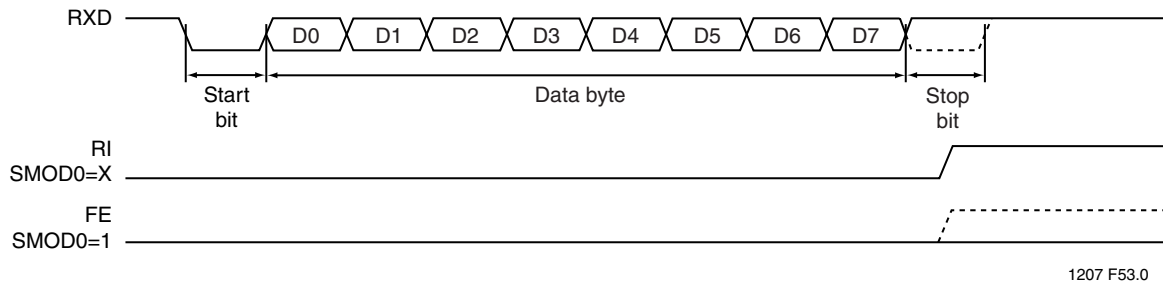 RXD
D0 D1 D2 D3 D4 D5 D6 D7
Start
bit
Data byte
Stop
bit
RI
SMOD0=X
FE
SMOD0=1
1207 F53.0